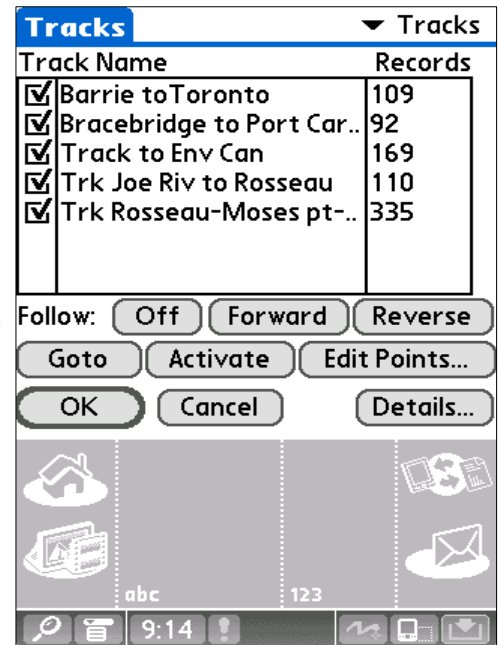 Tracks Tracks
Track Name Records
Barrie toToronto 109
Bracebridge to Port Car.. 92
Track to Env Can 169
Trk Joe Riv to Rosseau 110
Trk Rosseau-Moses pt-.. 335
Follow: Off Forward Reverse
Goto Activate Edit Points...
OK Cancel Details...
abc 123
9:14